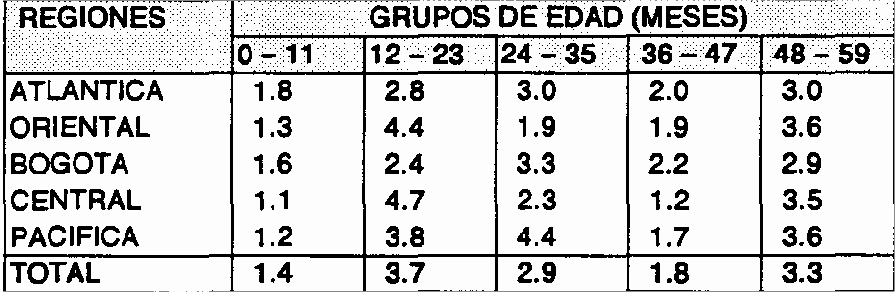 REGIONES GRUPOS DE EDAD (MESES)
0 – 11 12 – 23 24 – 35 36 – 47 48 – 59
ATLANTICA 1.8 2.8 3.0 2.0 3.0
ORIENTAL 1.3 4.4 1.9 1.9 3.6
BOGOTA 1.6 2.4 3.3 2.2 2.9
CENTRAL 1.1 4.7 2.3 1.2 3.5
PACIFICA 1.2 3.8 4.4 1.7 3.6
TOTAL 1.4 3.7 2.9 1.8 3.3